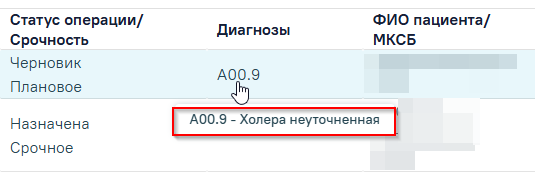 Статус операции/
Срочность
Диагнозы
ФИО пациента/
МКСБ
Черновик
Плановое
A00.9
Назначена
Срочное
A00.9 - Холера неуточненная